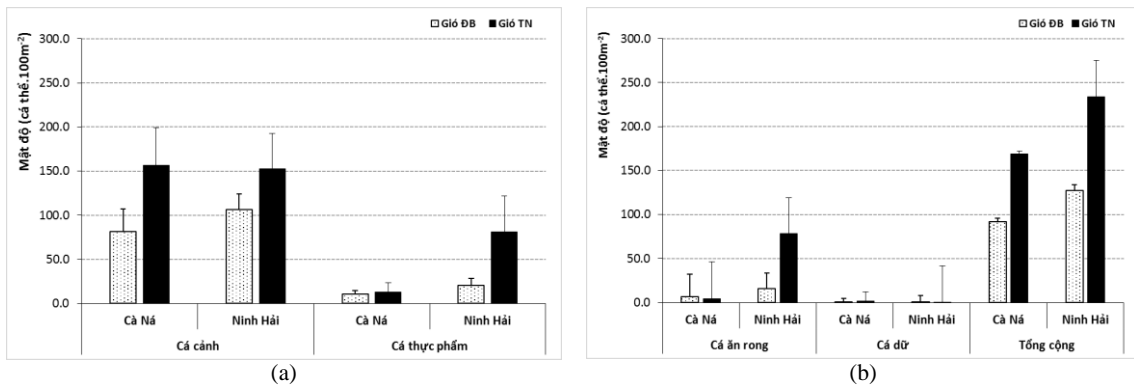 Gió ĐB Gió TN
Mật độ (cá thể.100m⁻²)
300.0
250.0
200.0
150.0
100.0
50.0
0.0
Cà Ná Ninh Hải Cà Ná Ninh Hải
Cá cảnh Cá thực phẩm
(a)
Gió ĐB Gió TN
Mật độ (cá thể.100m⁻²)
300.0
250.0
200.0
150.0
100.0
50.0
0.0
Cà Ná Ninh Hải Cà Ná Ninh Hải Cà Ná Ninh Hải
Cá ăn rong Cá dữ Tổng cộng
(b)